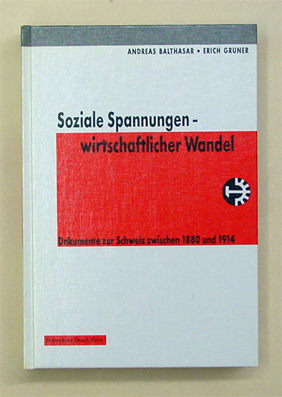 ANDREAS BALTHASAR • ERICH GRUNER
Soziale Spannungen –
wirtschaftlicher Wandel
Dokumente zur Schweiz zwischen 1880 und 1914